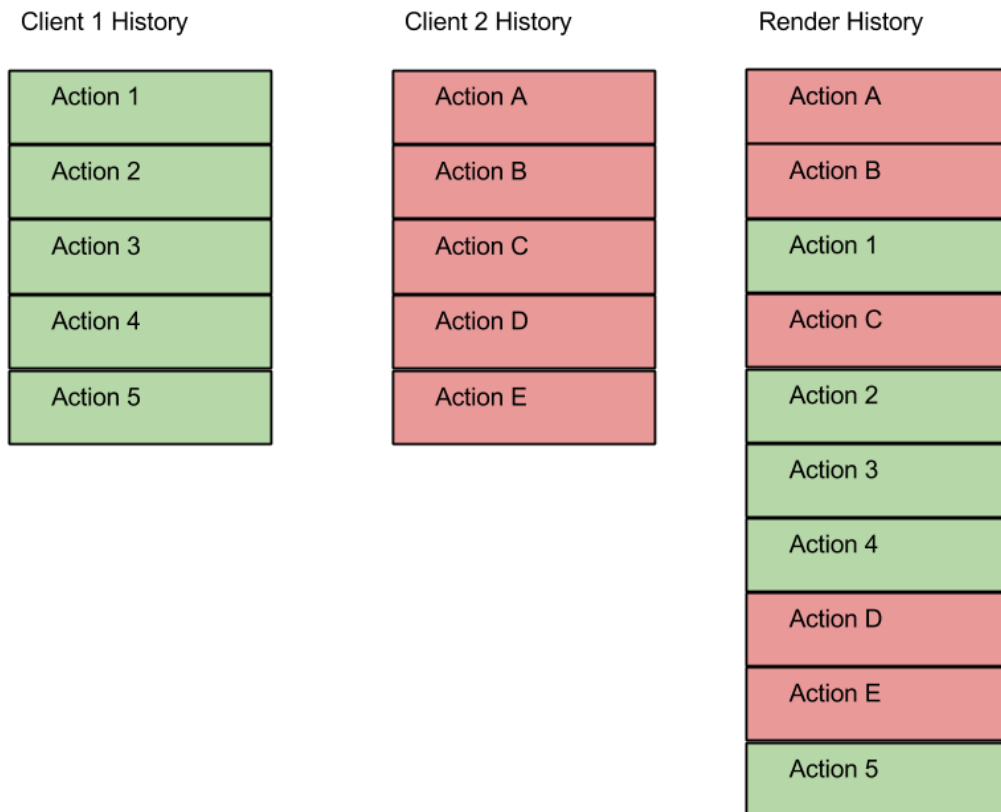 Client 1 History
Action 1
Action 2
Action 3
Action 4
Action 5
Client 2 History
Action A
Action B
Action C
Action D
Action E
Render History
Action A
Action B
Action 1
Action C
Action 2
Action 3
Action 4
Action D
Action E
Action 5